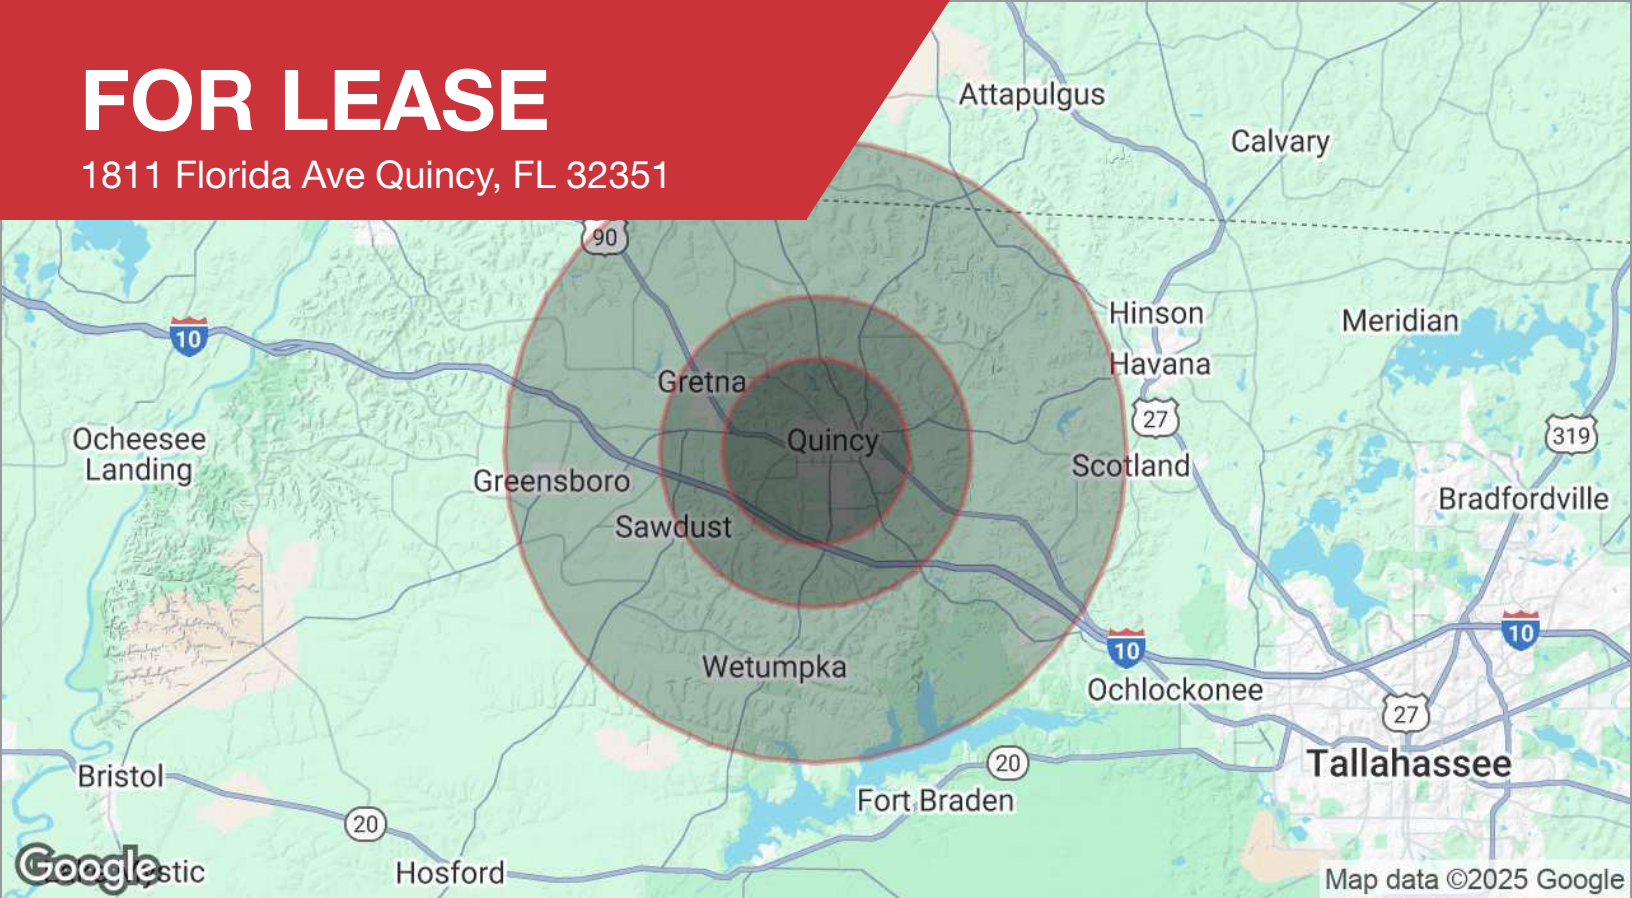 FOR LEASE
1811 Florida Ave Quincy, FL 32351
Attapulgus
Calvary
90
10
Hinson
Meridian
Havana
Gretna
27
319
Quincy
Ocheesee
Landing
Scotland
Greensboro
Bradfordville
Sawdust
10
10
Wetumpka
Ochlockonee
27
Tallahassee
20
Bristol
Fort Braden
20
Google
stic
Hosford
Map data ©2025 Google